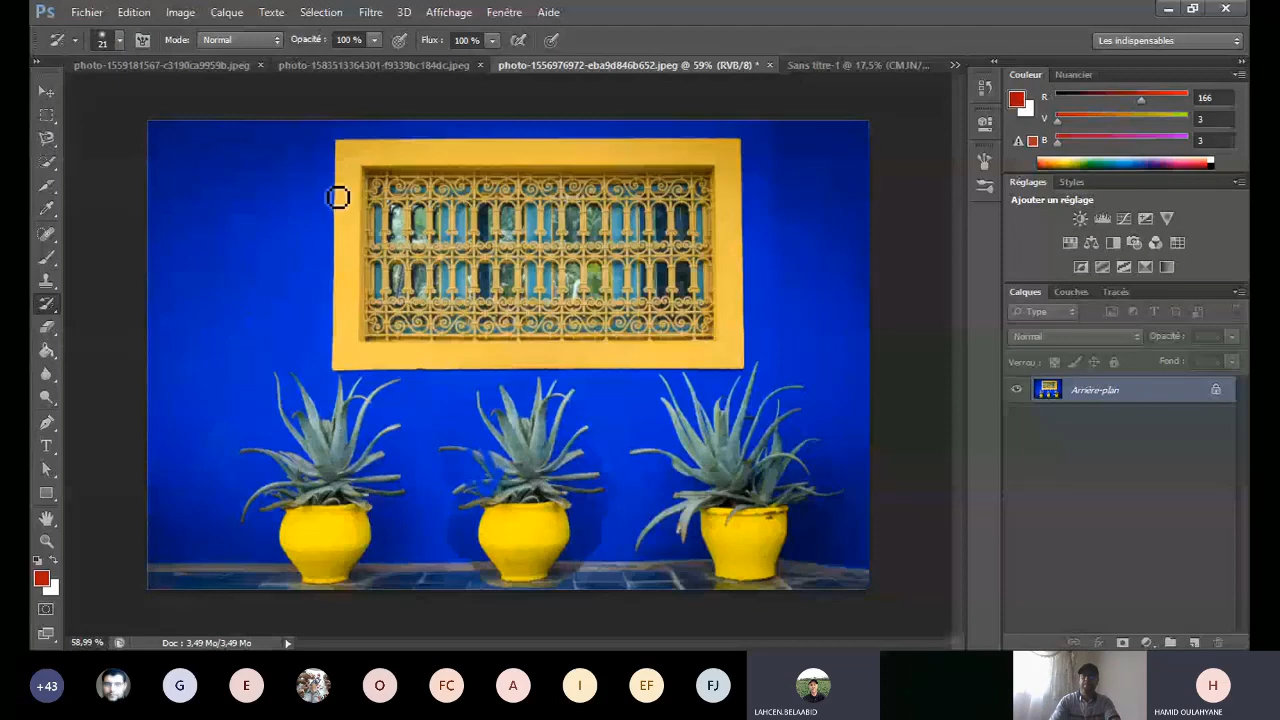 Ps Fichier Edition Image Calque Texte Sélection Filtre 3D Affichage Fenêtre Aide
21 Mode: Normal Opacité: 100 % Flux: 100 % Les indispensables
photo-1559181567-c3190ca9959b.jpeg × photo-1583513364301-f9339bc184dc.jpeg × photo-1556976972-eba9d846b652.jpeg @ 59% (RVB/8) * × Sans titre-1 @ 17.5% (CMJN/...
Couleur Nuancier
R 166
V 3
B 3
Réglages Styles
Ajouter un réglage
Calques Couches Tracés
Type
Normal Opacité:
Verrou: Fond:
Arrière-plan
58,99 % Doc : 3,49 Mo/3,49 Mo
+43 G E O FC A I EF FJ H
LAHCEN.BELAABID HAMID OULAHYANE